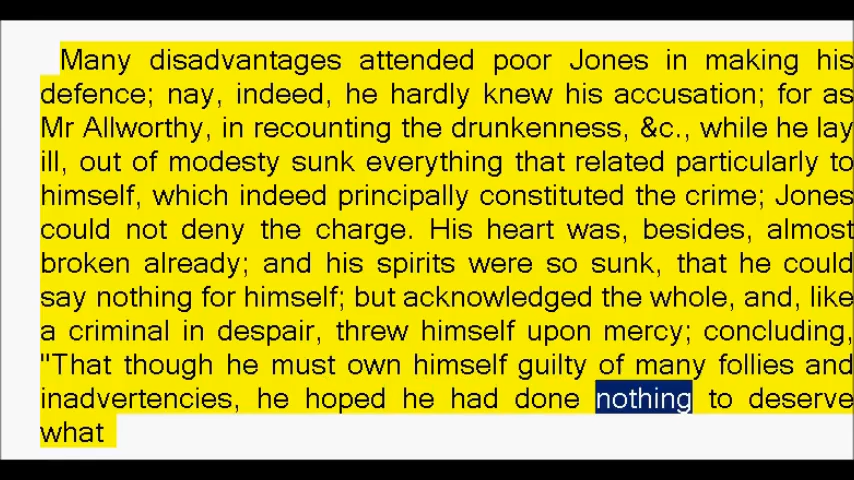 Many disadvantages attended poor Jones in making his
defence; nay, indeed, he hardly knew his accusation; for as
Mr Allworthy, in recounting the drunkenness, &c., while he lay
ill, out of modesty sunk everything that related particularly to
himself, which indeed principally constituted the crime; Jones
could not deny the charge. His heart was, besides, almost
broken already; and his spirits were so sunk, that he could
say nothing for himself; but acknowledged the whole, and, like
a criminal in despair, threw himself upon mercy; concluding,
"That though he must own himself guilty of many follies and
inadvertencies, he hoped he had done nothing to deserve
what